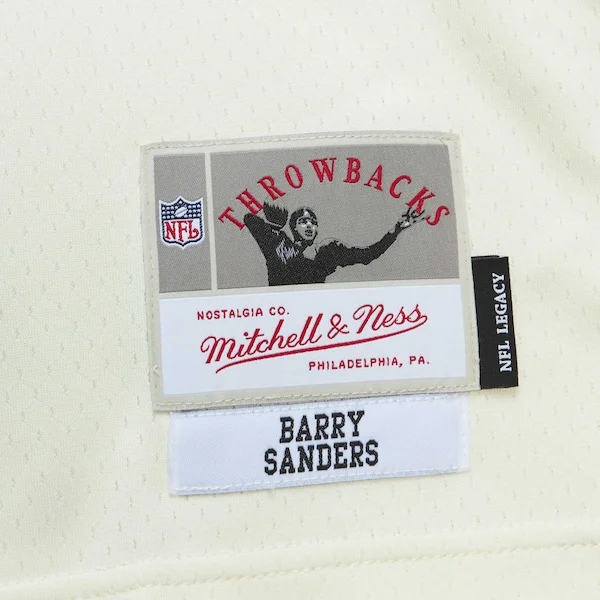 THROWBACKS
NFL
NOSTALGIA CO.
Mitchell & Ness
PHILADELPHIA, PA.
NFL LEGACY
BARRY
SANDERS